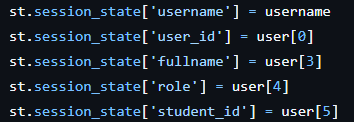 st.session_state['username'] = username
st.session_state['user_id'] = user[0]
st.session_state['fullname'] = user[3]
st.session_state['role'] = user[4]
st.session_state['student_id'] = user[5]